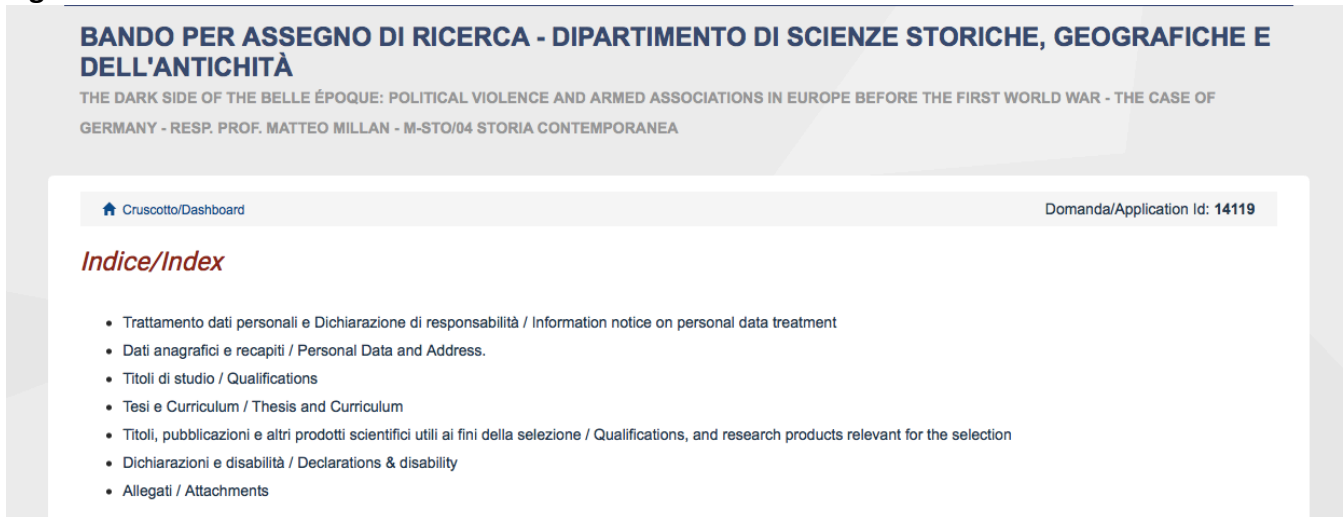 BANDO PER ASSEGNO DI RICERCA - DIPARTIMENTO DI SCIENZE STORICHE, GEOGRAFICHE E
DELL'ANTICHITÀ
THE DARK SIDE OF THE BELLE ÉPOQUE: POLITICAL VIOLENCE AND ARMED ASSOCIATIONS IN EUROPE BEFORE THE FIRST WORLD WAR - THE CASE OF
GERMANY - RESP. PROF. MATTEO MILLAN - M-STO/04 STORIA CONTEMPORANEA
Cruscotto/Dashboard Domanda/Application Id: 14119
Indice/Index
• Trattamento dati personali e Dichiarazione di responsabilità / Information notice on personal data treatment
• Dati anagrafici e recapiti / Personal Data and Address.
• Titoli di studio / Qualifications
• Tesi e Curriculum / Thesis and Curriculum
• Titoli, pubblicazioni e altri prodotti scientifici utili ai fini della selezione / Qualifications, and research products relevant for the selection
• Dichiarazioni e disabilità / Declarations & disability
• Allegati / Attachments